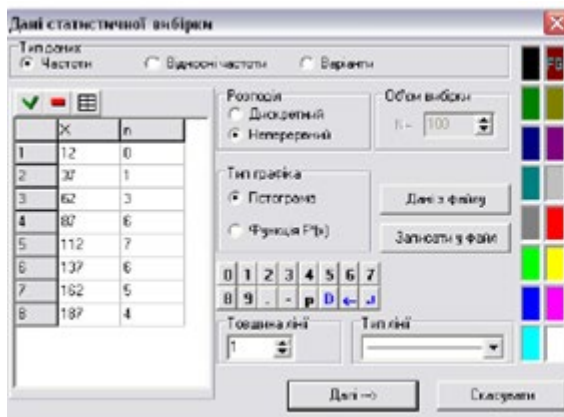 Дані статистичної вибірки
Тип даних
Частоти Відносні частоти Варианти
X n
1 12 0
2 37 1
3 62 3
4 87 6
5 112 7
6 137 6
7 162 5
8 187 4
Розподіл
Дискретний
Неперервний
Об'єм вибірки
n = 100
Тип графіка
Гістограма
Функція F*(x)
Дані з файлу
Записати у файл
0 1 2 3 4 5 6 7
8 9 . - p D
Товщина лінії
1
Тип лінії
Дані -->
Скасувати
FG